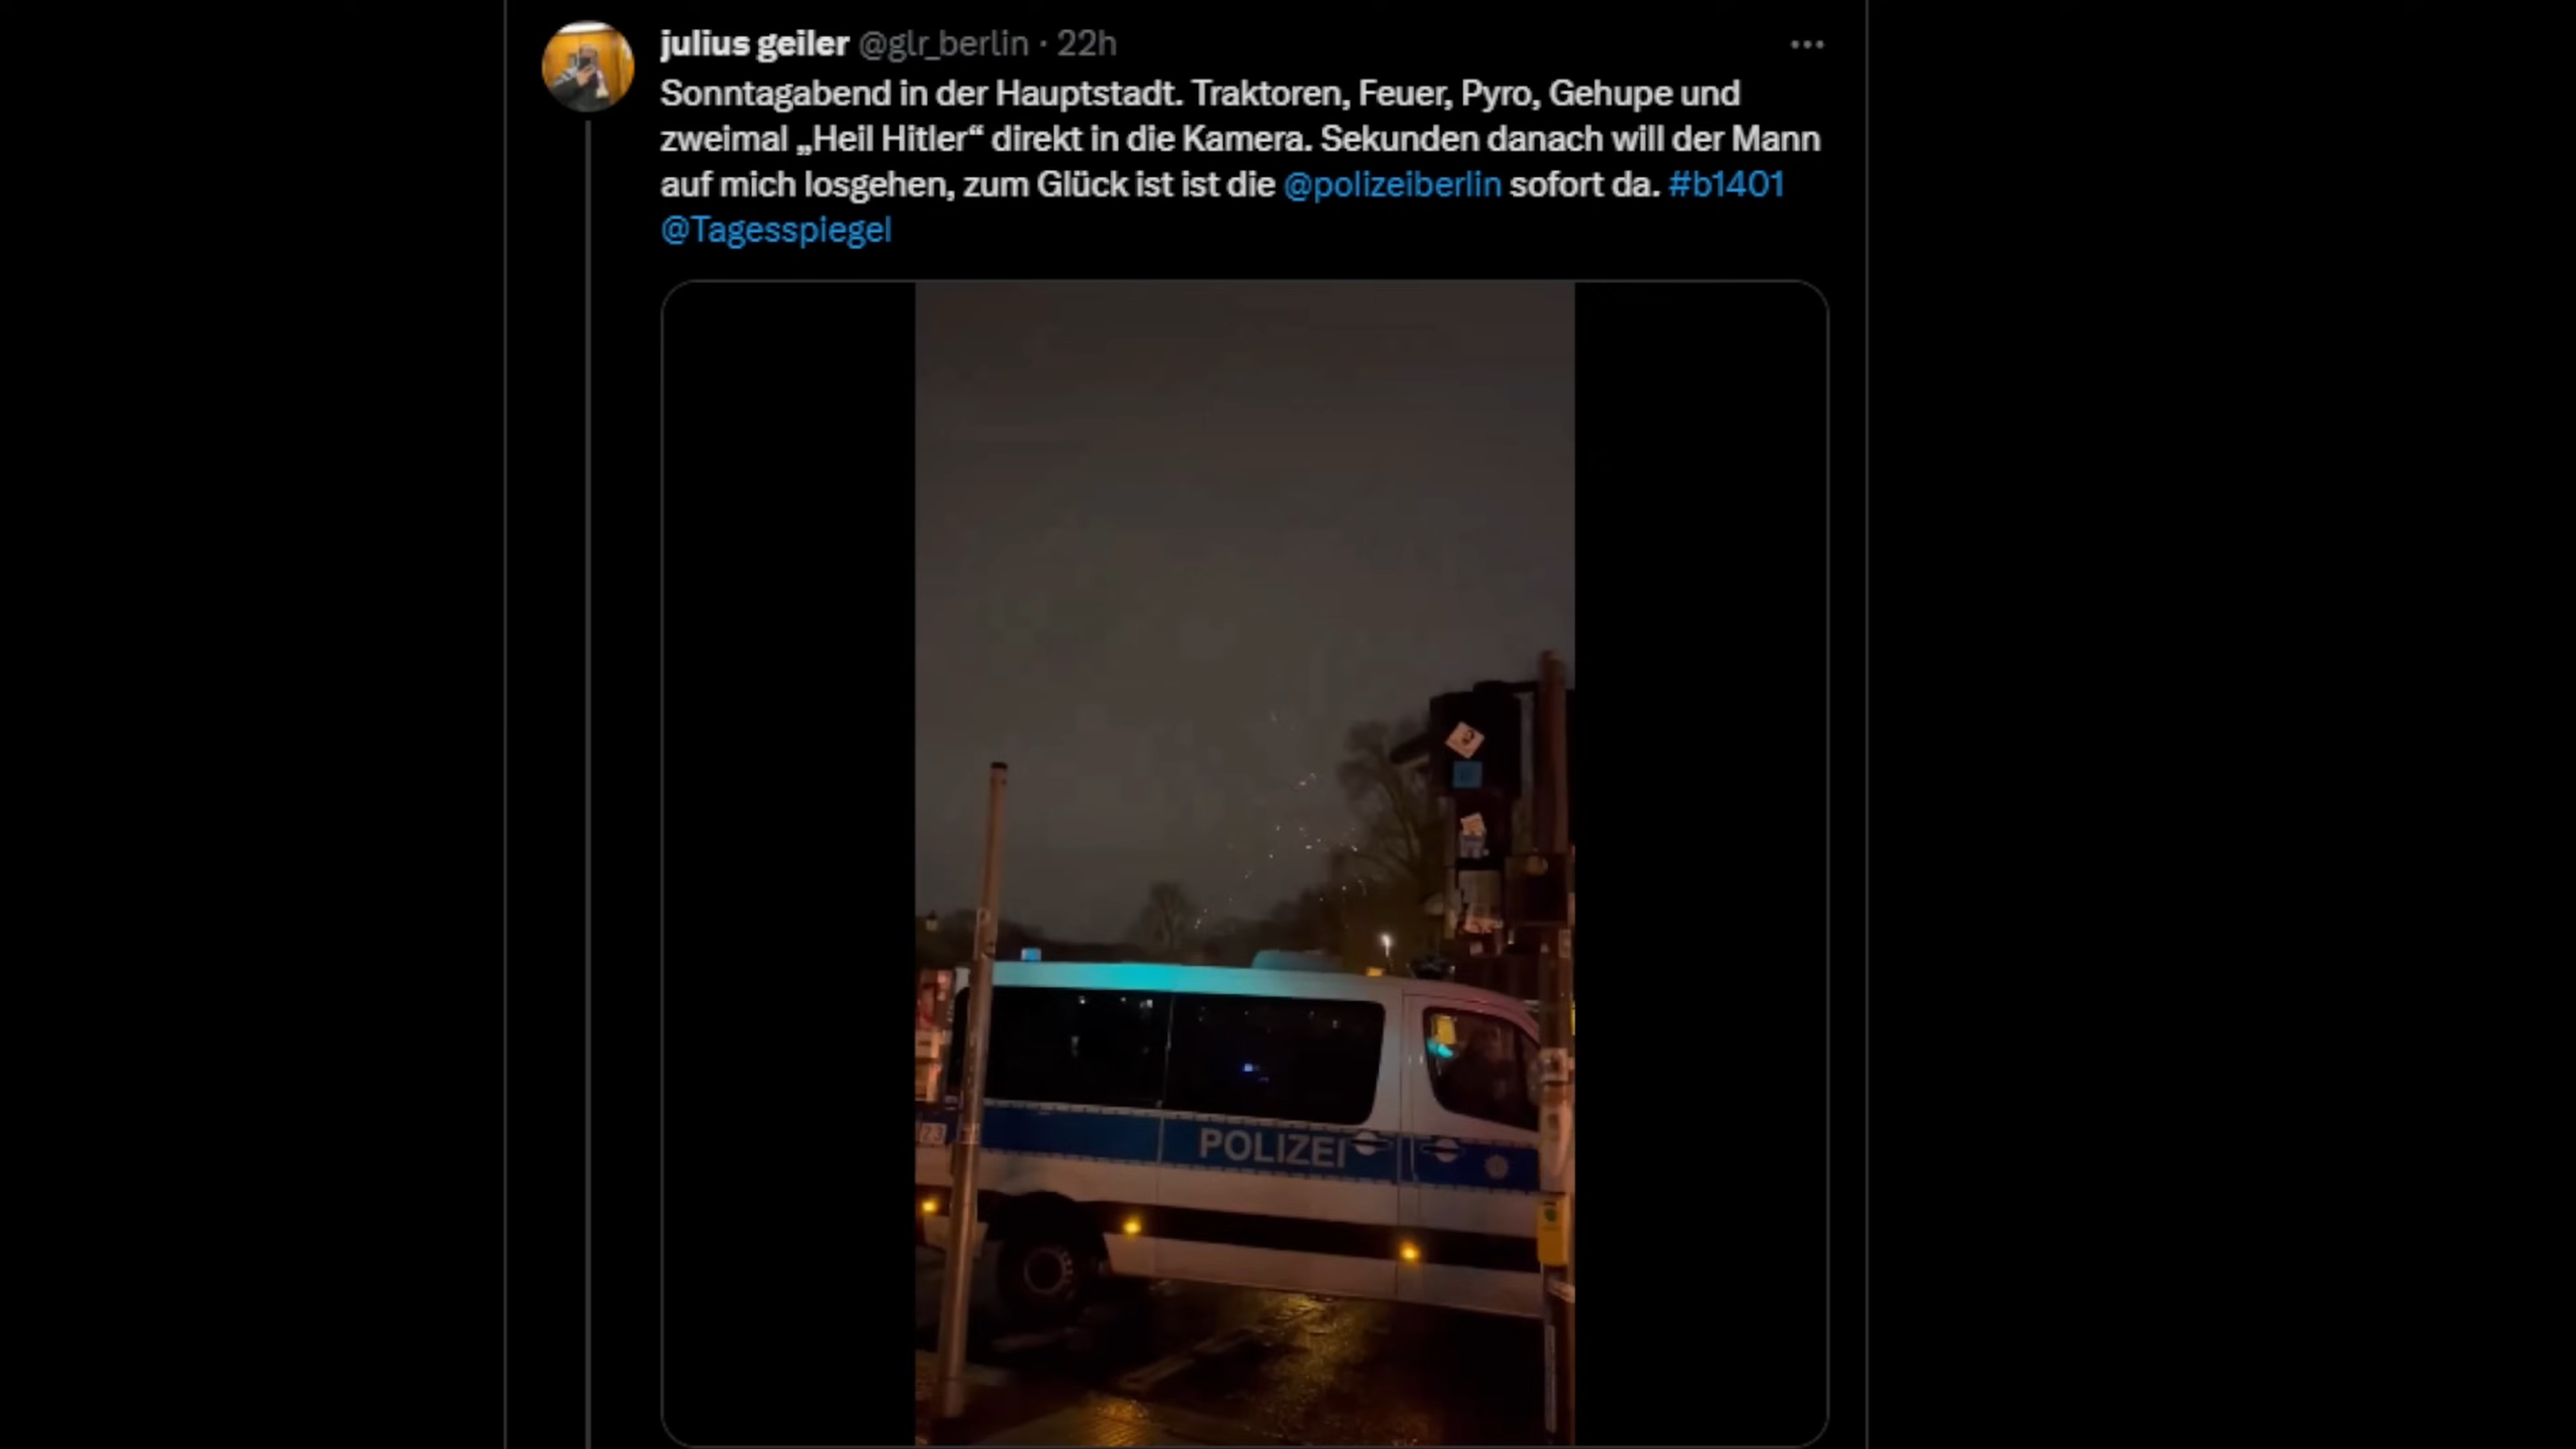 julius geiler @glr_berlin · 22h
Sonntagabend in der Hauptstadt. Traktoren, Feuer, Pyro, Gehupe und
zweimal „Heil Hitler“ direkt in die Kamera. Sekunden danach will der Mann
auf mich losgehen, zum Glück ist ist die @polizeiberlin sofort da. #b1401
@Tagesspiegel
POLIZEI